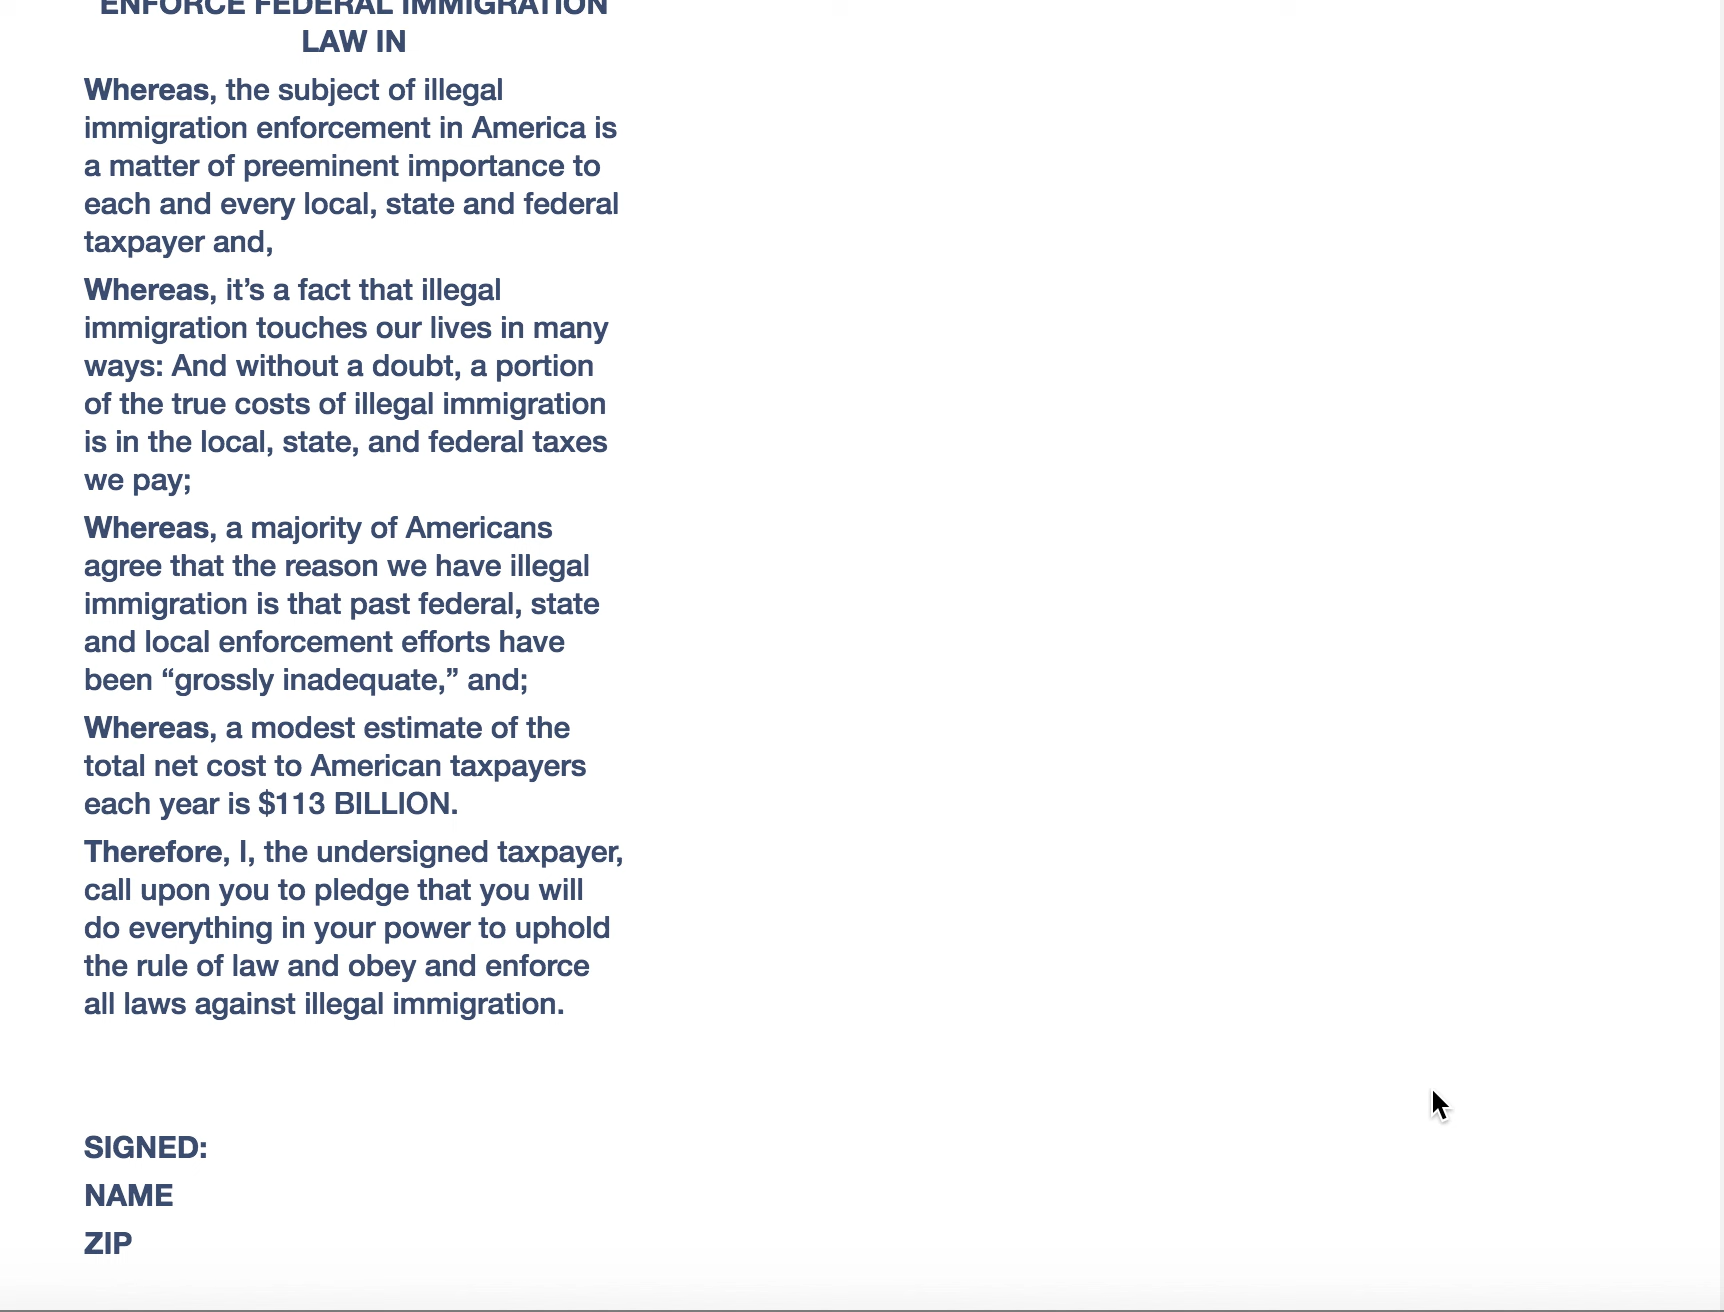 ENFORCE FEDERAL IMMIGRATION
LAW IN
Whereas, the subject of illegal
immigration enforcement in America is
a matter of preeminent importance to
each and every local, state and federal
taxpayer and,
Whereas, it’s a fact that illegal
immigration touches our lives in many
ways: And without a doubt, a portion
of the true costs of illegal immigration
is in the local, state, and federal taxes
we pay;
Whereas, a majority of Americans
agree that the reason we have illegal
immigration is that past federal, state
and local enforcement efforts have
been “grossly inadequate,” and;
Whereas, a modest estimate of the
total net cost to American taxpayers
each year is $113 BILLION.
Therefore, I, the undersigned taxpayer,
call upon you to pledge that you will
do everything in your power to uphold
the rule of law and obey and enforce
all laws against illegal immigration.
SIGNED:
NAME
ZIP